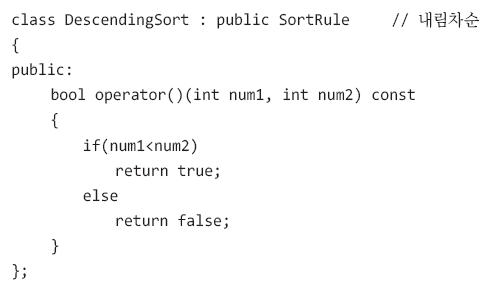 class DescendingSort : public SortRule     // 내림차순
{
public:
    bool operator()(int num1, int num2) const
    {
        if(num1<num2)
            return true;
        else
            return false;
    }
};